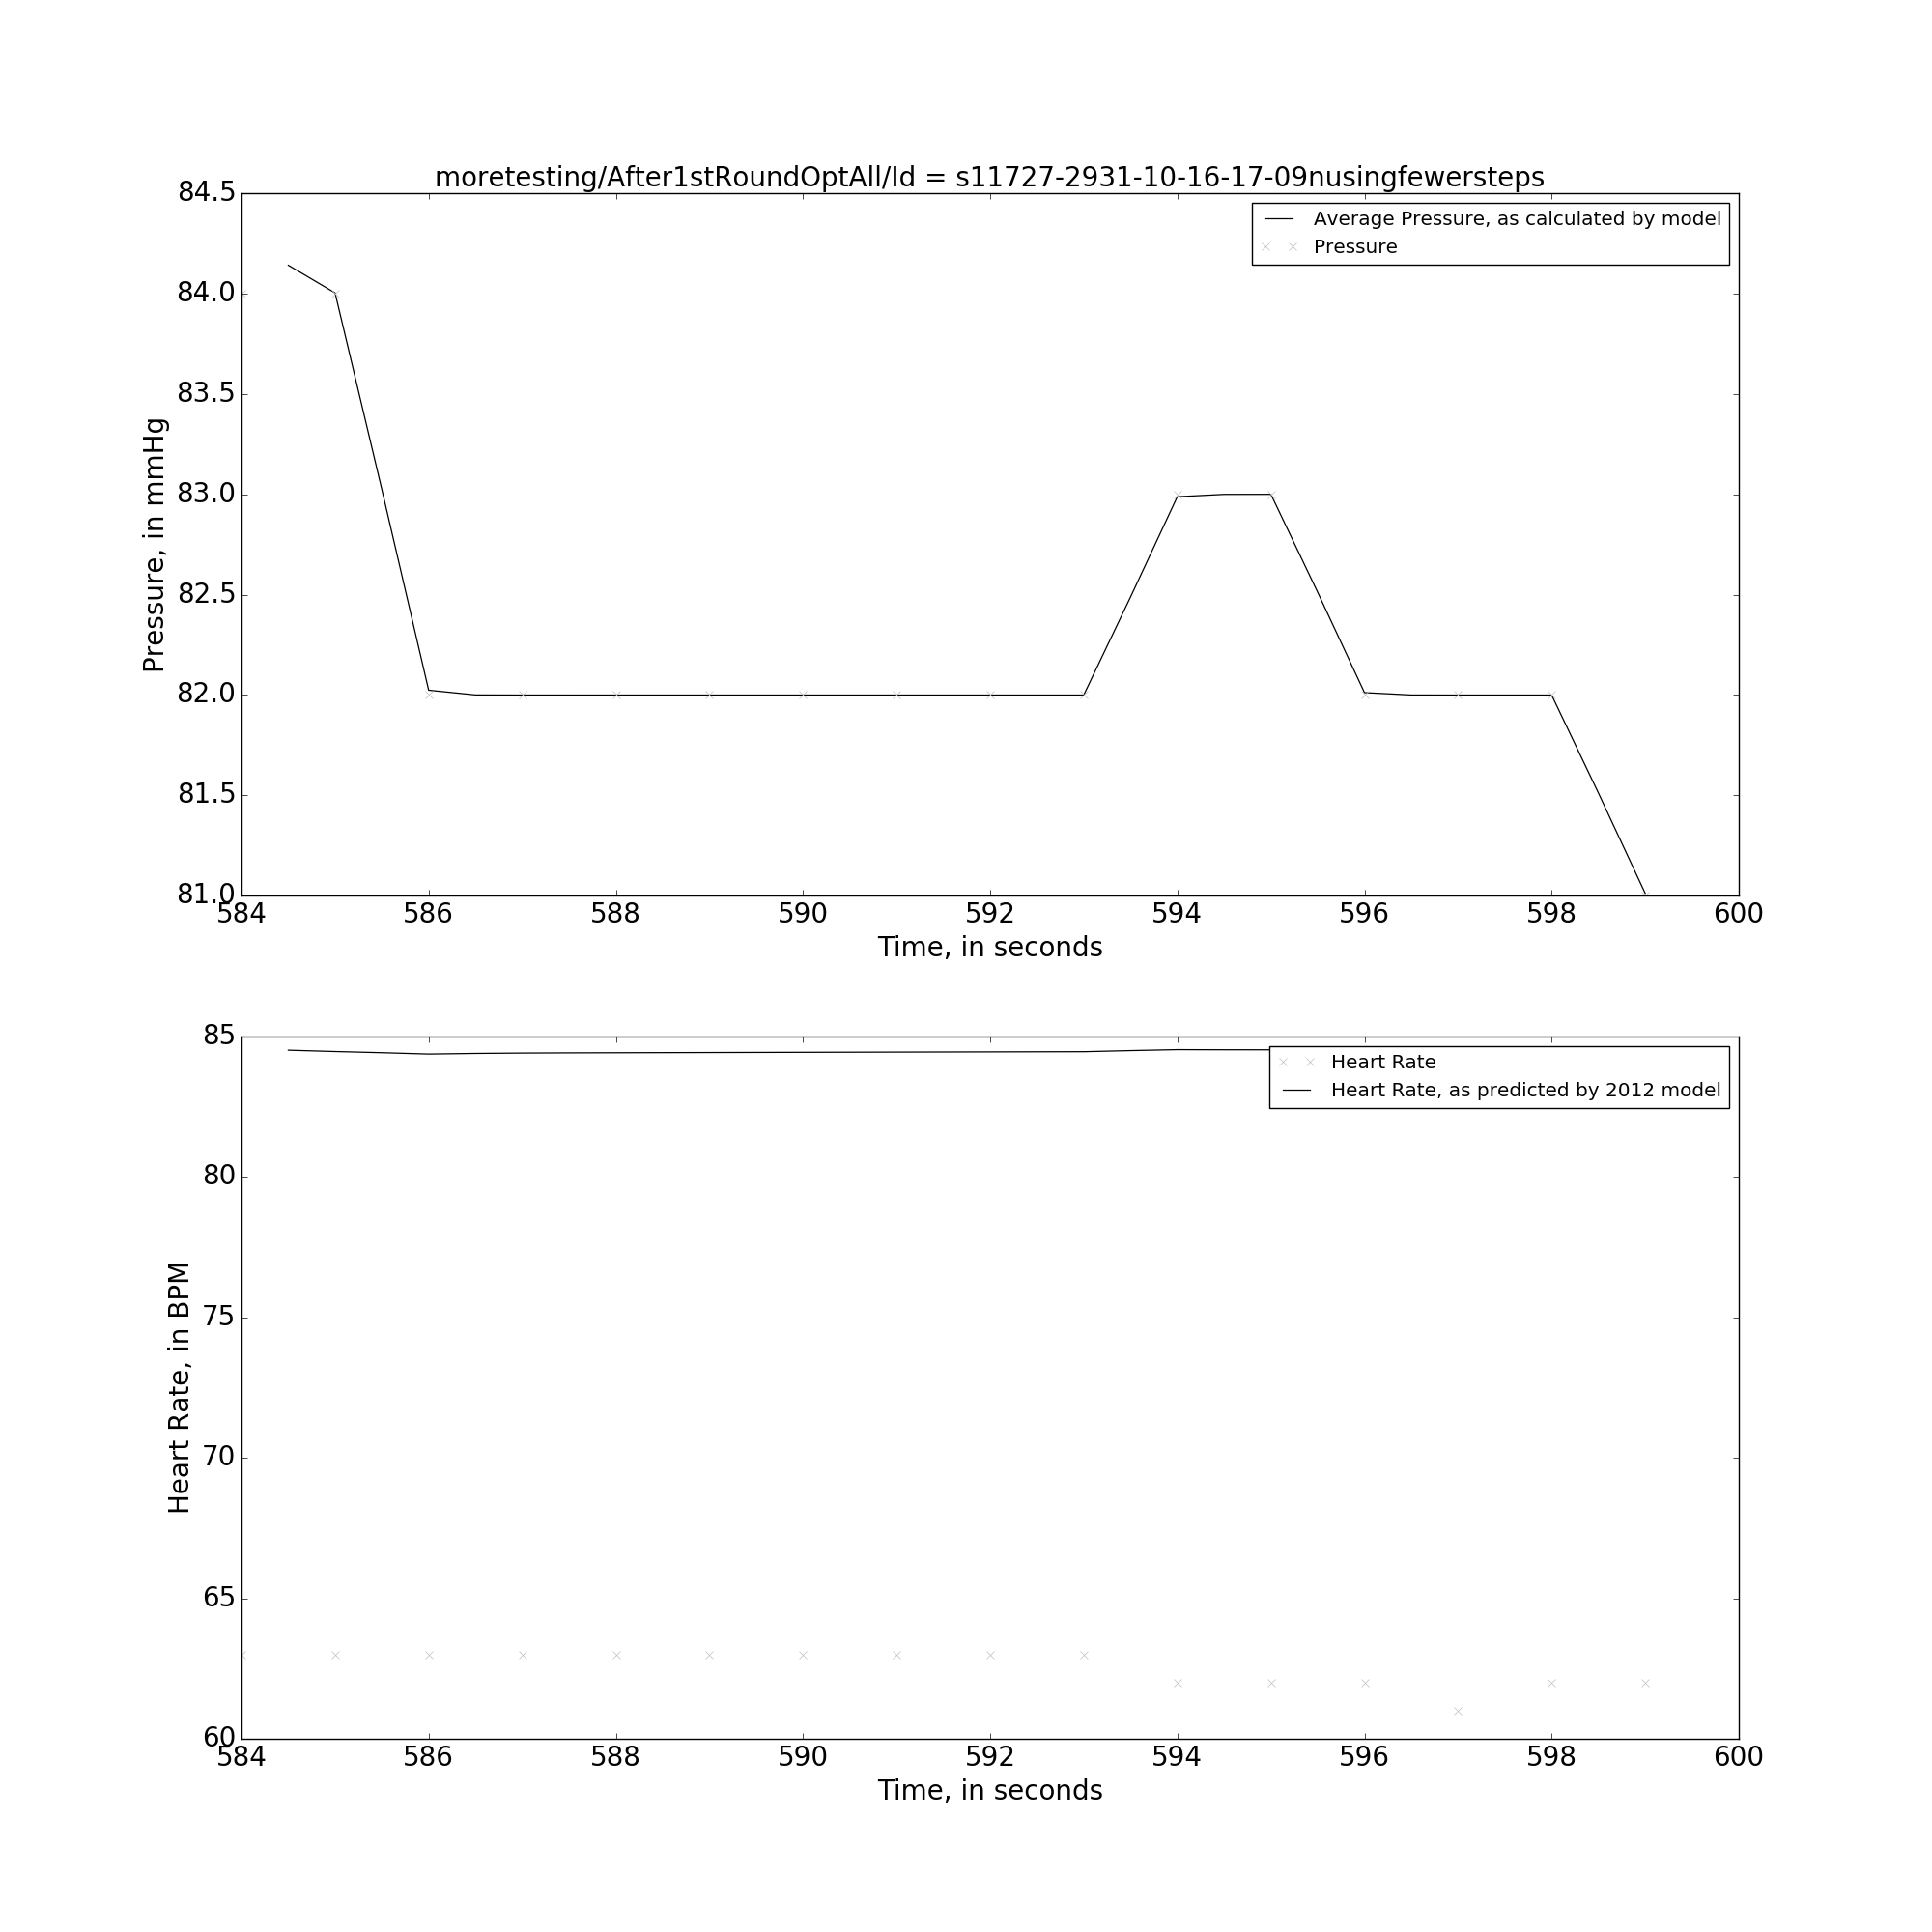 moretesting/After1stRoundOptAll/Id = s11727-2931-10-16-17-09nusingfewersteps
84.5
84.0
83.5
83.0
82.5
82.0
81.5
81.0
Pressure, in mmHg
Average Pressure, as calculated by model
Pressure
584 586 588 590 592 594 596 598 600
Time, in seconds
85
80
75
70
65
60
Heart Rate, in BPM
Heart Rate
Heart Rate, as predicted by 2012 model
584 586 588 590 592 594 596 598 600
Time, in seconds